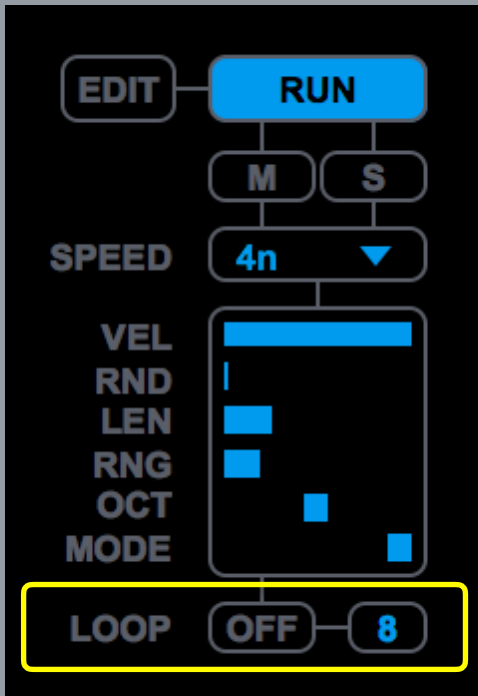 EDIT RUN
M S
SPEED 4n
VEL
RND
LEN
RNG
OCT
MODE
LOOP OFF 8